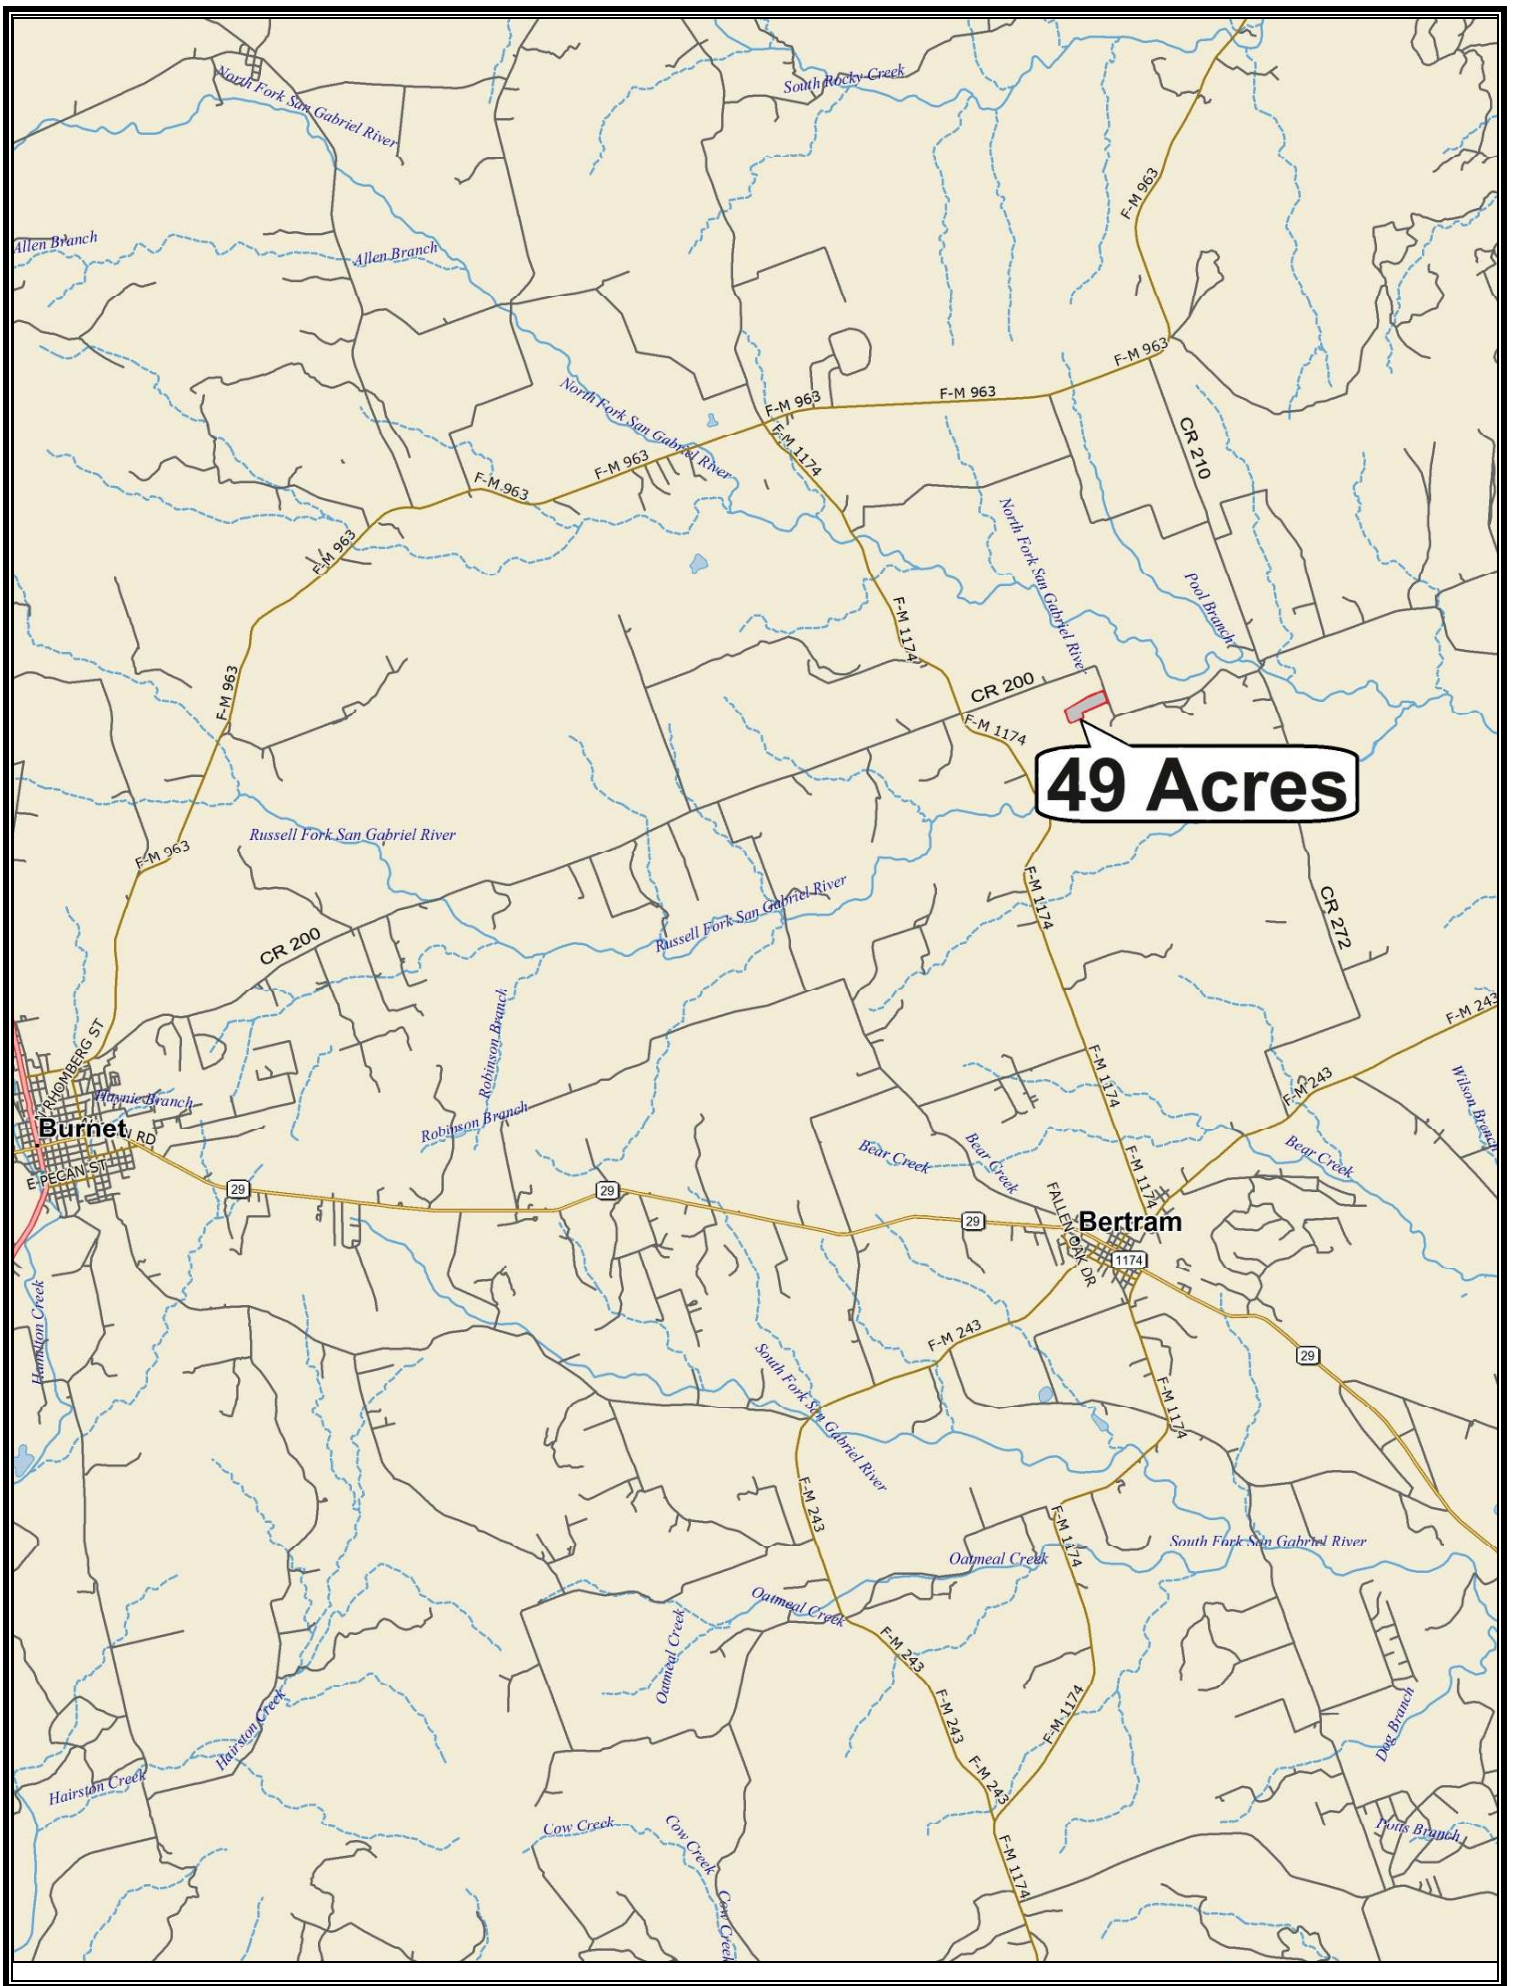 South Rocky Creek
North Fork San Gabriel River
F-M 963
Allen Branch
Allen Branch
F-M 963
F-M 963
F-M 963
North Fork San Gabriel River
F-M 1174
CR 210
F-M 963
F-M 963
F-M 963
North Fork San Gabriel River
Pool Branch
F-M 1174
F-M 963
CR 200
F-M 1174
49 Acres
Russell Fork San Gabriel River
F-M 963
F-M 1174
Russell Fork San Gabriel River
CR 272
CR 200
Robinson Branch
F-M 243
RHOMBERG ST
F-M 1174
F-M 243
Wilson Branch
Haynie Branch
Burnet
RD
Robinson Branch
Bear Creek
Bear Creek
F-M 1174
Bear Creek
E PECAN ST
29
29
29
FALLEN OAK DR
Bertram
1174
Hamilton Creek
F-M 243
29
South Fork San Gabriel River
F-M 1174
F-M 243
F-M 1174
South Fork San Gabriel River
Oatmeal Creek
Oatmeal Creek
Oatmeal Creek
F-M 243
F-M 243
F-M 1174
Hairston Creek
Dog Branch
Hairston Creek
F-M 243
Cow Creek
Cow Creek
Potts Branch
F-M 1174
Cow Creek